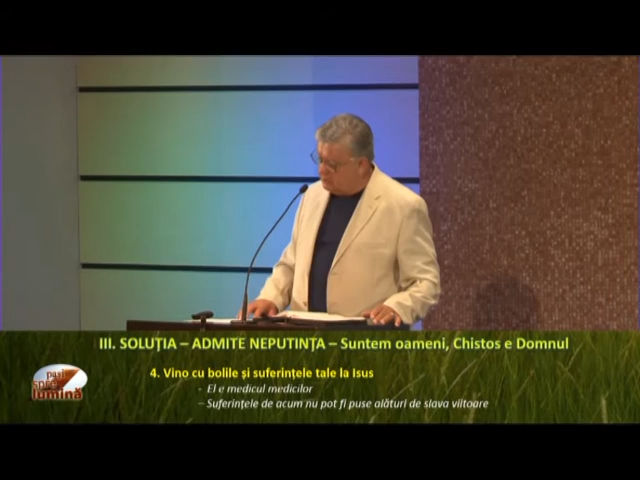 III. SOLUȚIA – ADMITE NEPUTINȚA – Suntem oameni, Chistos e Domnul
4. Vino cu bolile și suferințele tale la Isus
- El e medicul medicilor
– Suferințele de acum nu pot fi puse alături de slava viitoare
pași
spre
lumină